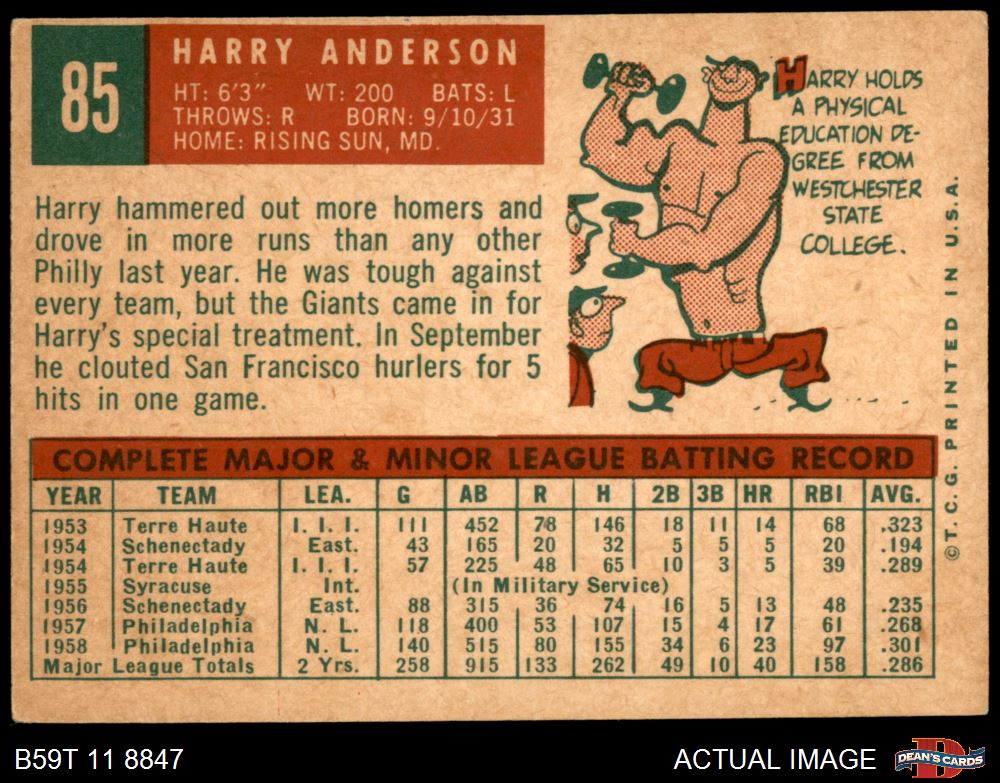 85
HARRY ANDERSON
HT: 6'3" WT: 200 BATS: L
THROWS: R BORN: 9/10/31
HOME: RISING SUN, MD.
Harry hammered out more homers and
drove in more runs than any other
Philly last year. He was tough against
every team, but the Giants came in for
Harry's special treatment. In September
he clouted San Francisco hurlers for 5
hits in one game.
HARRY HOLDS
A PHYSICAL
EDUCATION DE-
GREE FROM
WESTCHESTER
STATE
COLLEGE.
COMPLETE MAJOR & MINOR LEAGUE BATTING RECORD
YEAR TEAM LEA. G AB R H 2B 3B HR RBI AVG.
1953 Terre Haute I. I. I. 111 452 78 146 18 11 14 68 .323
1954 Schenectady East. 43 165 20 32 5 5 5 20 .194
1954 Terre Haute I. I. I. 57 225 48 65 10 3 5 39 .289
1955 Syracuse Int. (In Military Service)
1956 Schenectady East. 88 315 36 74 16 5 13 48 .235
1957 Philadelphia N. L. 118 400 53 107 15 4 17 61 .268
1958 Philadelphia N. L. 140 515 80 155 34 6 23 97 .301
Major League Totals 2 Yrs. 258 915 133 262 49 10 40 158 .286
©T. C. G. PRINTED IN U.S.A.
B59T 11 8847
ACTUAL IMAGE
D
DEAN'S CARDS